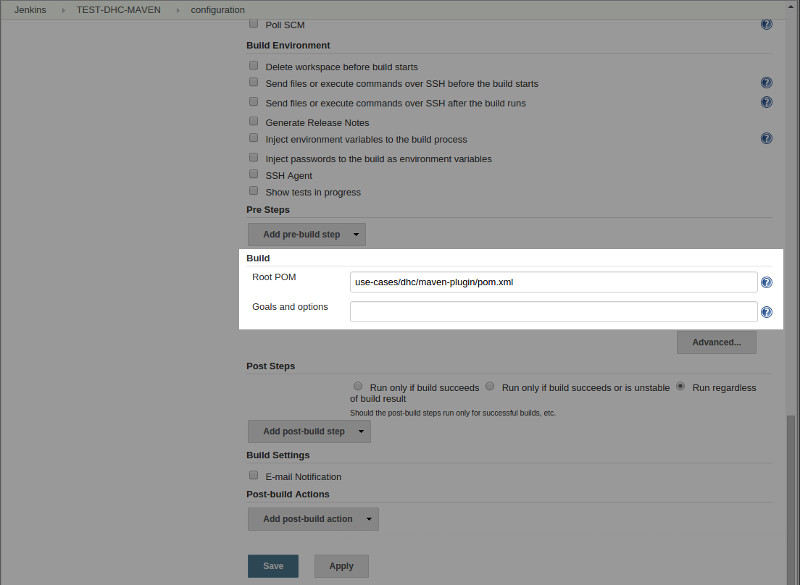 Jenkins TEST-DHC-MAVEN configuration
Poll SCM
Build Environment
Delete workspace before build starts
Send files or execute commands over SSH before the build starts
Send files or execute commands over SSH after the build runs
Generate Release Notes
Inject environment variables to the build process
Inject passwords to the build as environment variables
SSH Agent
Show tests in progress
Pre Steps
Add pre-build step
Build
Root POM use-cases/dhc/maven-plugin/pom.xml
Goals and options
Advanced...
Post Steps
Run only if build succeeds Run only if build succeeds or is unstable Run regardless
of build result
Should the post-build steps run only for successful builds, etc.
Add post-build step
Build Settings
E-mail Notification
Post-build Actions
Add post-build action
Save Apply